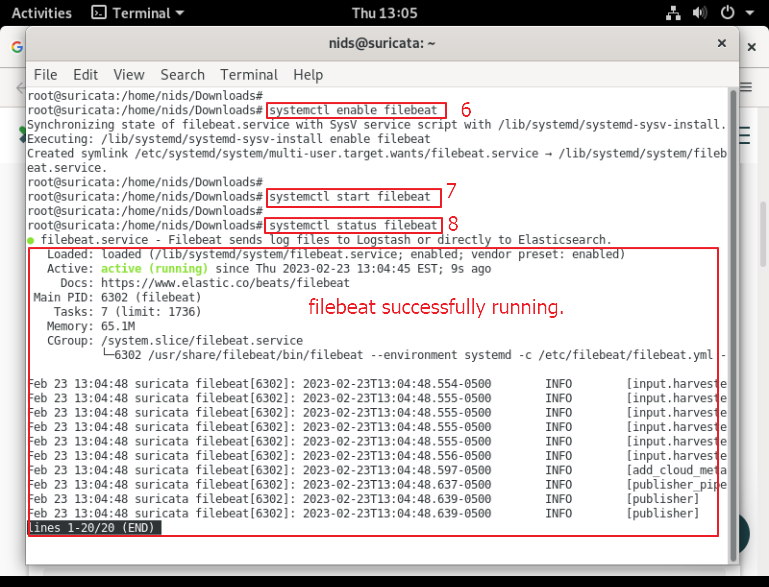 Activities Terminal Thu 13:05
nids@suricata: ~
File Edit View Search Terminal Help
root@suricata:/home/nids/Downloads#
root@suricata:/home/nids/Downloads# systemctl enable filebeat 6
Synchronizing state of filebeat.service with SysV service script with /lib/systemd/systemd-sysv-install.
Executing: /lib/systemd/systemd-sysv-install enable filebeat
Created symlink /etc/systemd/system/multi-user.target.wants/filebeat.service → /lib/systemd/system/fileb
eat.service.
root@suricata:/home/nids/Downloads#
root@suricata:/home/nids/Downloads# systemctl start filebeat 7
root@suricata:/home/nids/Downloads#
root@suricata:/home/nids/Downloads# systemctl status filebeat 8
● filebeat.service - Filebeat sends log files to Logstash or directly to Elasticsearch.
Loaded: loaded (/lib/systemd/system/filebeat.service; enabled; vendor preset: enabled)
Active: active (running) since Thu 2023-02-23 13:04:45 EST; 9s ago
Docs: https://www.elastic.co/beats/filebeat
Main PID: 6302 (filebeat)
filebeat successfully running.
Tasks: 7 (limit: 1736)
Memory: 65.1M
CGroup: /system.slice/filebeat.service
└─6302 /usr/share/filebeat/bin/filebeat --environment systemd -c /etc/filebeat/filebeat.yml -
Feb 23 13:04:48 suricata filebeat[6302]: 2023-02-23T13:04:48.554-0500 INFO [input.harveste
Feb 23 13:04:48 suricata filebeat[6302]: 2023-02-23T13:04:48.555-0500 INFO [input.harveste
Feb 23 13:04:48 suricata filebeat[6302]: 2023-02-23T13:04:48.555-0500 INFO [input.harveste
Feb 23 13:04:48 suricata filebeat[6302]: 2023-02-23T13:04:48.555-0500 INFO [input.harveste
Feb 23 13:04:48 suricata filebeat[6302]: 2023-02-23T13:04:48.555-0500 INFO [input.harveste
Feb 23 13:04:48 suricata filebeat[6302]: 2023-02-23T13:04:48.556-0500 INFO [input.harveste
Feb 23 13:04:48 suricata filebeat[6302]: 2023-02-23T13:04:48.597-0500 INFO [add_cloud_meta
Feb 23 13:04:48 suricata filebeat[6302]: 2023-02-23T13:04:48.637-0500 INFO [publisher_pipe
Feb 23 13:04:48 suricata filebeat[6302]: 2023-02-23T13:04:48.639-0500 INFO [publisher]
Feb 23 13:04:48 suricata filebeat[6302]: 2023-02-23T13:04:48.639-0500 INFO [publisher]
lines 1-20/20 (END)